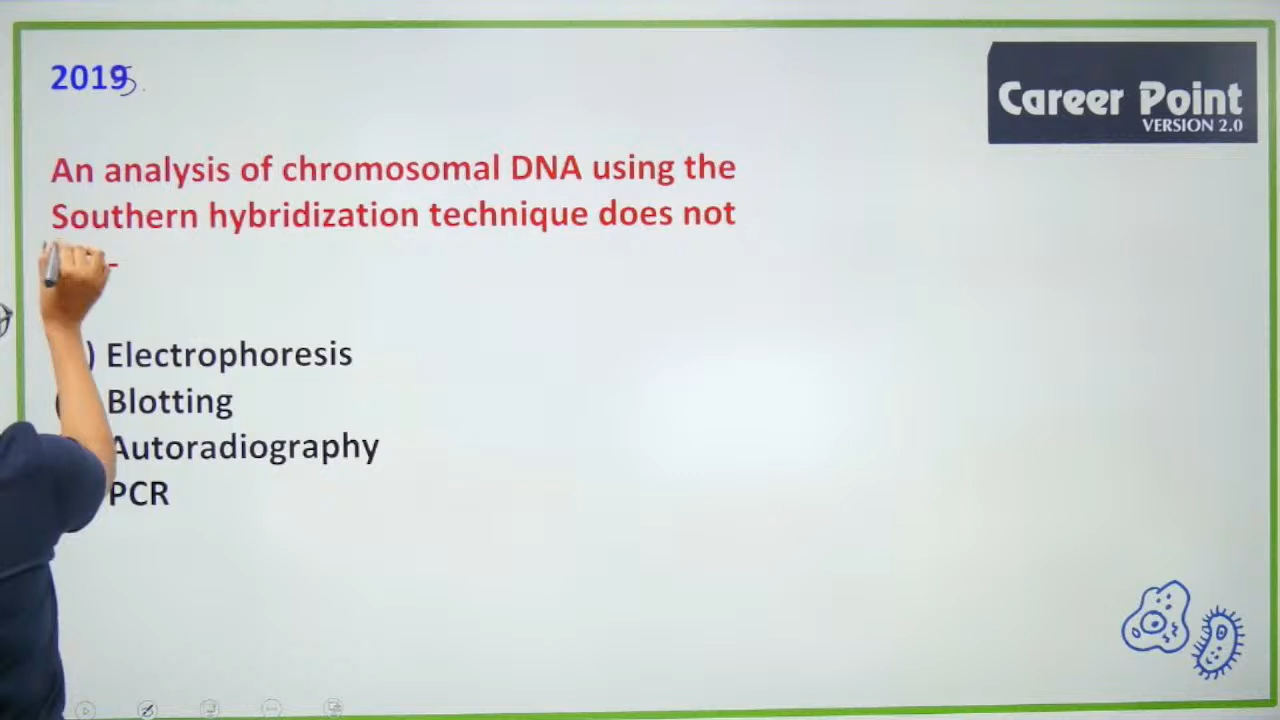 2019
Career Point
VERSION 2.0
An analysis of chromosomal DNA using the
Southern hybridization technique does not
-
) Electrophoresis
Blotting
Autoradiography
PCR